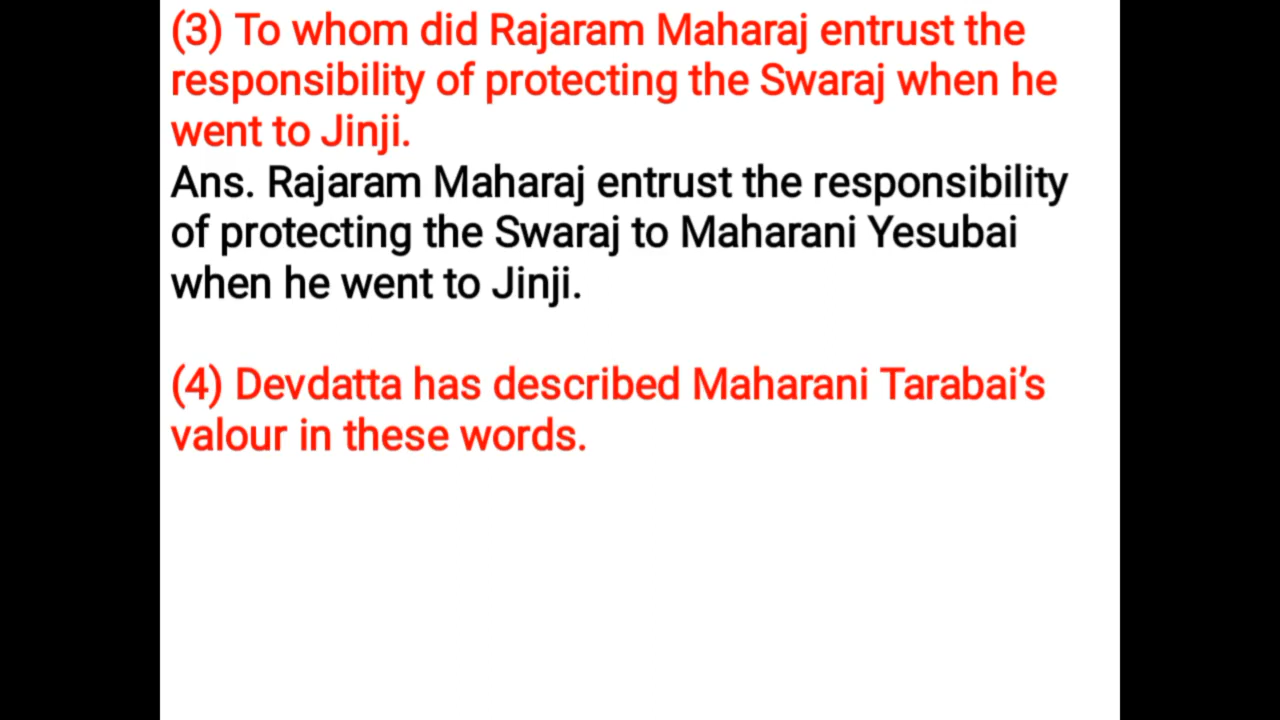 (3) To whom did Rajaram Maharaj entrust the
responsibility of protecting the Swaraj when he
went to Jinji.
Ans. Rajaram Maharaj entrust the responsibility
of protecting the Swaraj to Maharani Yesubai
when he went to Jinji.
(4) Devdatta has described Maharani Tarabai’s
valour in these words.